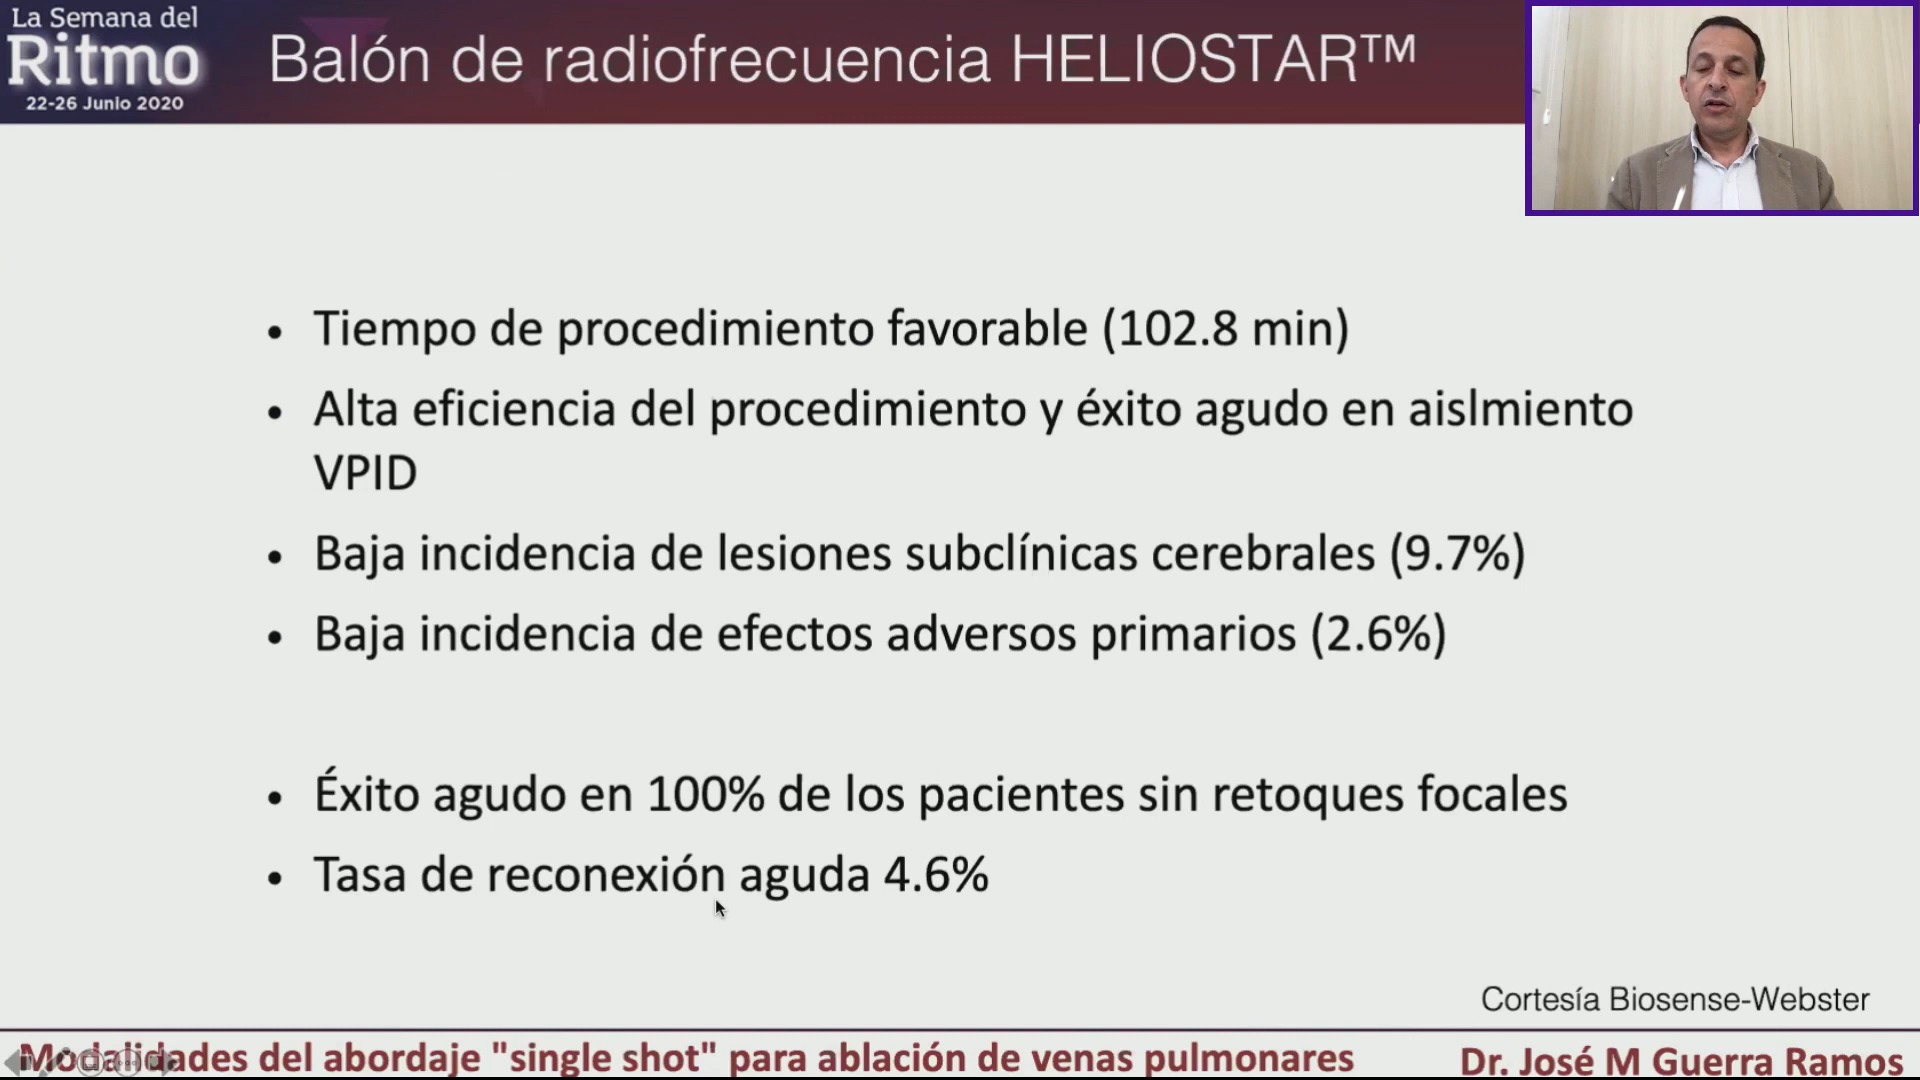 La Semana del
Ritmo
22-26 Junio 2020
Balón de radiofrecuencia HELIOSTAR™
• Tiempo de procedimiento favorable (102.8 min)
• Alta eficiencia del procedimiento y éxito agudo en aislmiento
VPID
• Baja incidencia de lesiones subclínicas cerebrales (9.7%)
• Baja incidencia de efectos adversos primarios (2.6%)
• Éxito agudo en 100% de los pacientes sin retoques focales
• Tasa de reconexión aguda 4.6%
Cortesía Biosense-Webster
Modalidades del abordaje "single shot" para ablación de venas pulmonares
Dr. José M Guerra Ramos